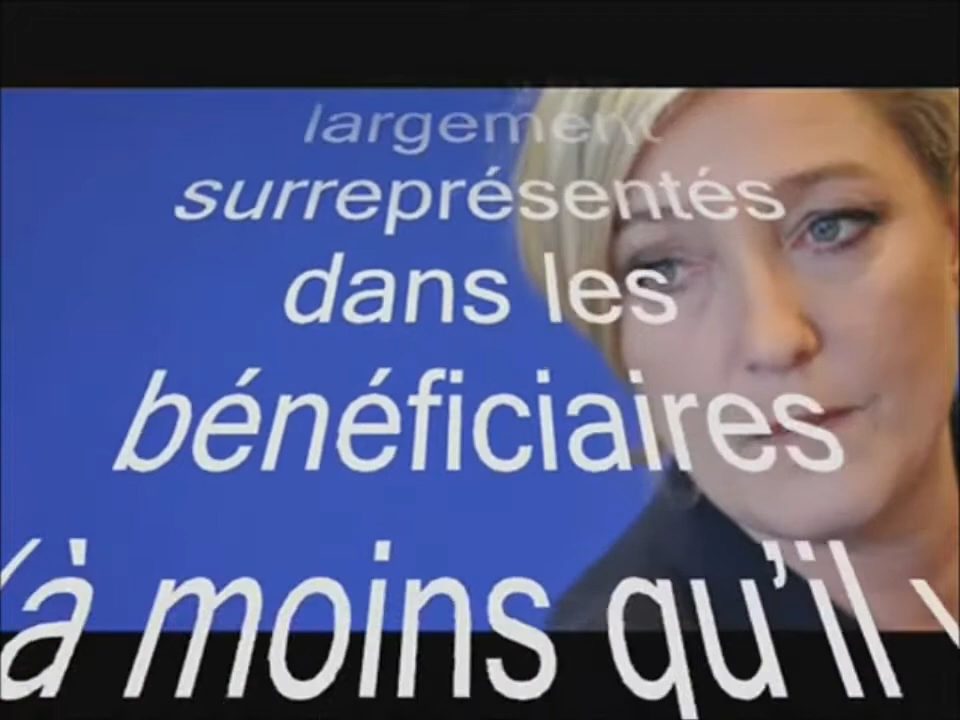 largement
surreprésentés
dans les
bénéficiaires
(à moins qu'il